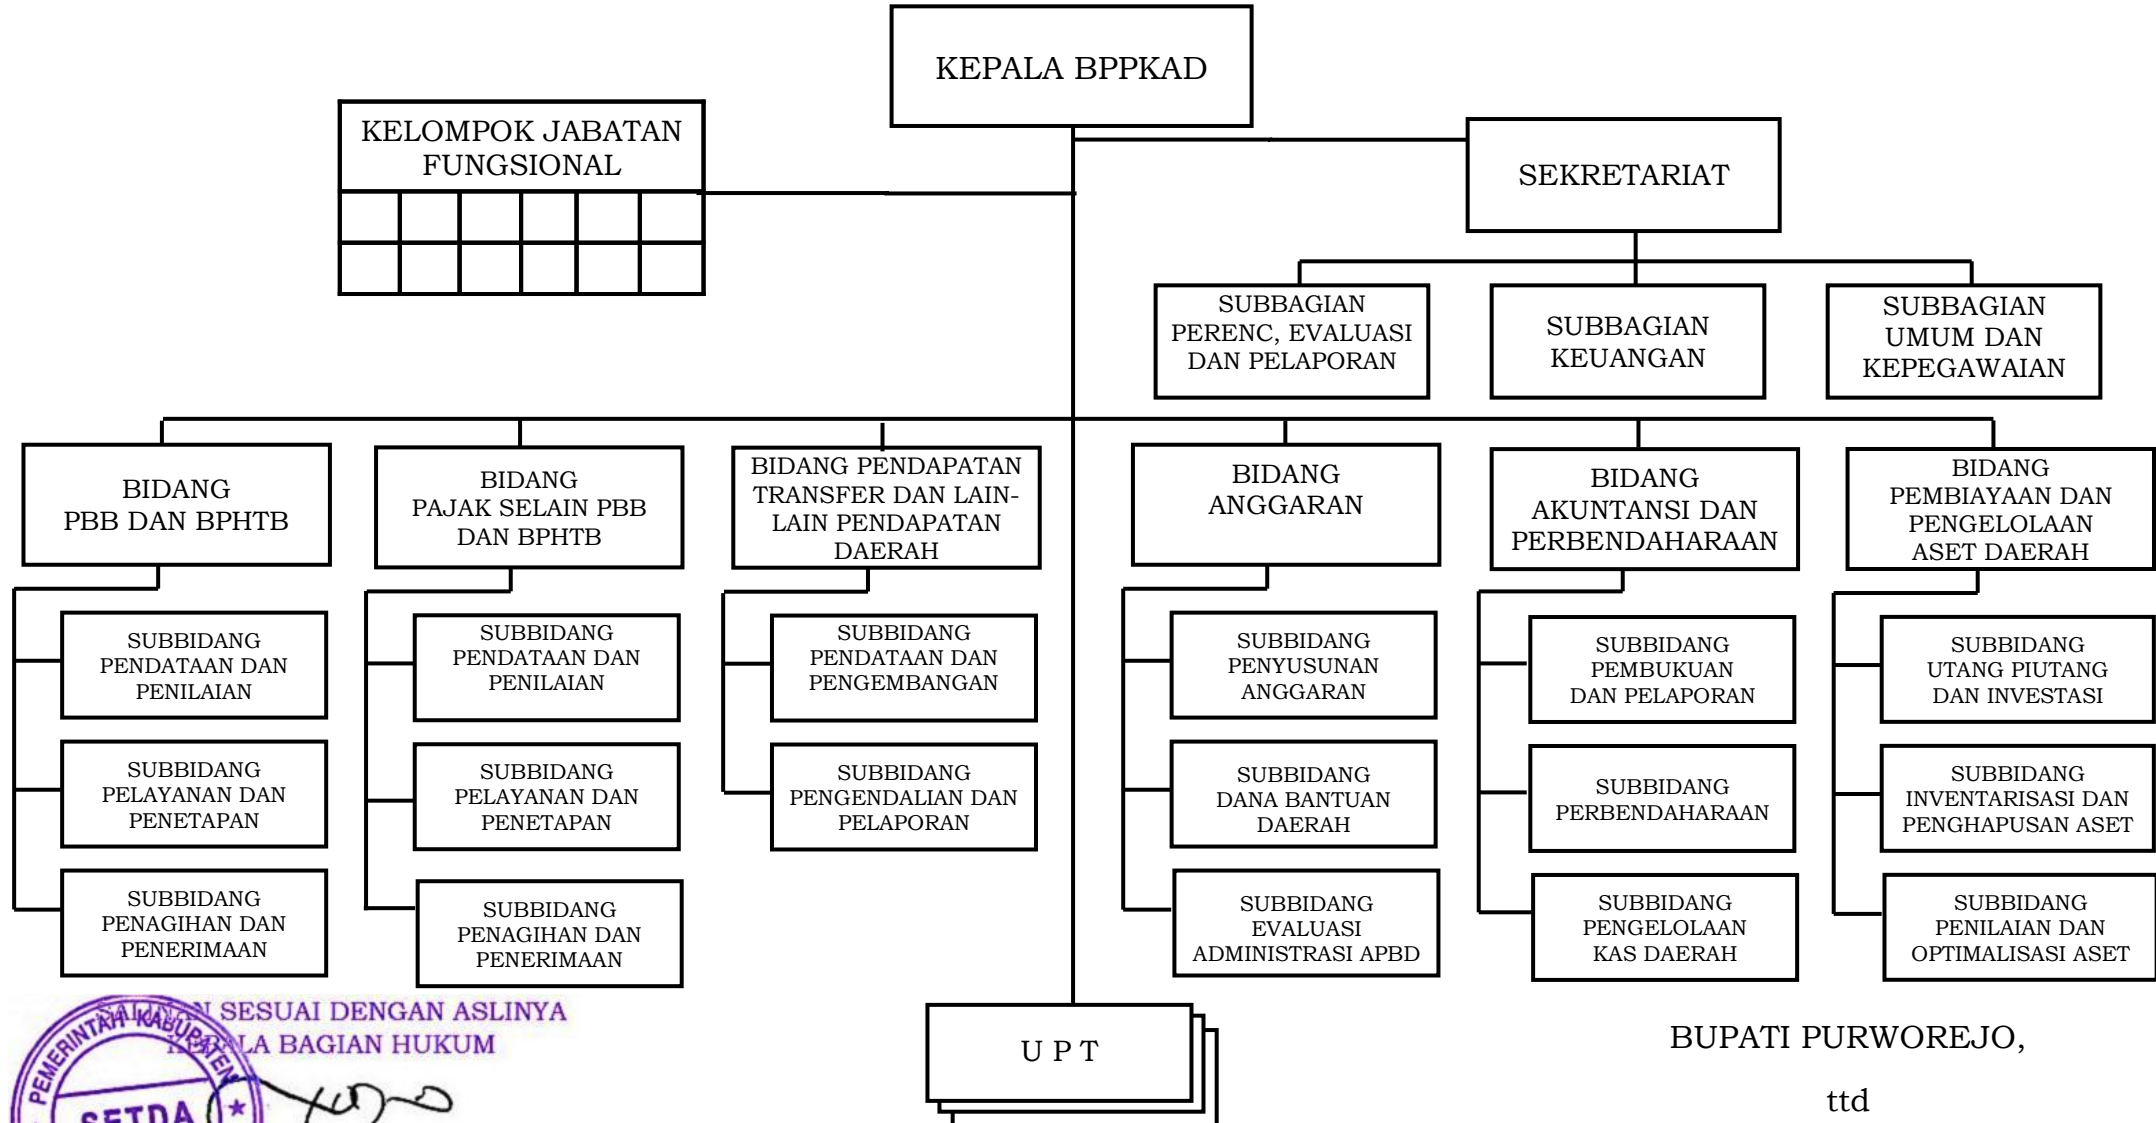 KEPALA BPPKAD
KELOMPOK JABATAN
FUNGSIONAL
SEKRETARIAT
SUBBAGIAN
PERENC, EVALUASI
DAN PELAPORAN
SUBBAGIAN
KEUANGAN
SUBBAGIAN
UMUM DAN
KEPEGAWAIAN
BIDANG
PBB DAN BPHTB
BIDANG
PAJAK SELAIN PBB
DAN BPHTB
BIDANG PENDAPATAN
TRANSFER DAN LAIN-
LAIN PENDAPATAN
DAERAH
BIDANG
ANGGARAN
BIDANG
AKUNTANSI DAN
PERBENDAHARAAN
BIDANG
PEMBIAYAAN DAN
PENGELOLAAN
ASET DAERAH
SUBBIDANG
PENDATAAN DAN
PENILAIAN
SUBBIDANG
PELAYANAN DAN
PENETAPAN
SUBBIDANG
PENAGIHAN DAN
PENERIMAAN
SUBBIDANG
PENDATAAN DAN
PENILAIAN
SUBBIDANG
PELAYANAN DAN
PENETAPAN
SUBBIDANG
PENAGIHAN DAN
PENERIMAAN
SUBBIDANG
PENDATAAN DAN
PENGEMBANGAN
SUBBIDANG
PENGENDALIAN DAN
PELAPORAN
SUBBIDANG
PENYUSUNAN
ANGGARAN
SUBBIDANG
DANA BANTUAN
DAERAH
SUBBIDANG
EVALUASI
ADMINISTRASI APBD
SUBBIDANG
PEMBUKUAN
DAN PELAPORAN
SUBBIDANG
PERBENDAHARAAN
SUBBIDANG
PENGELOLAAN
KAS DAERAH
SUBBIDANG
UTANG PIUTANG
DAN INVESTASI
SUBBIDANG
INVENTARISASI DAN
PENGHAPUSAN ASET
SUBBIDANG
PENILAIAN DAN
OPTIMALISASI ASET
SALINAN SESUAI DENGAN ASLINYA
KEPALA BAGIAN HUKUM
PEMERINTAH KABUPATEN
SETDA
U P T
BUPATI PURWOREJO,
ttd